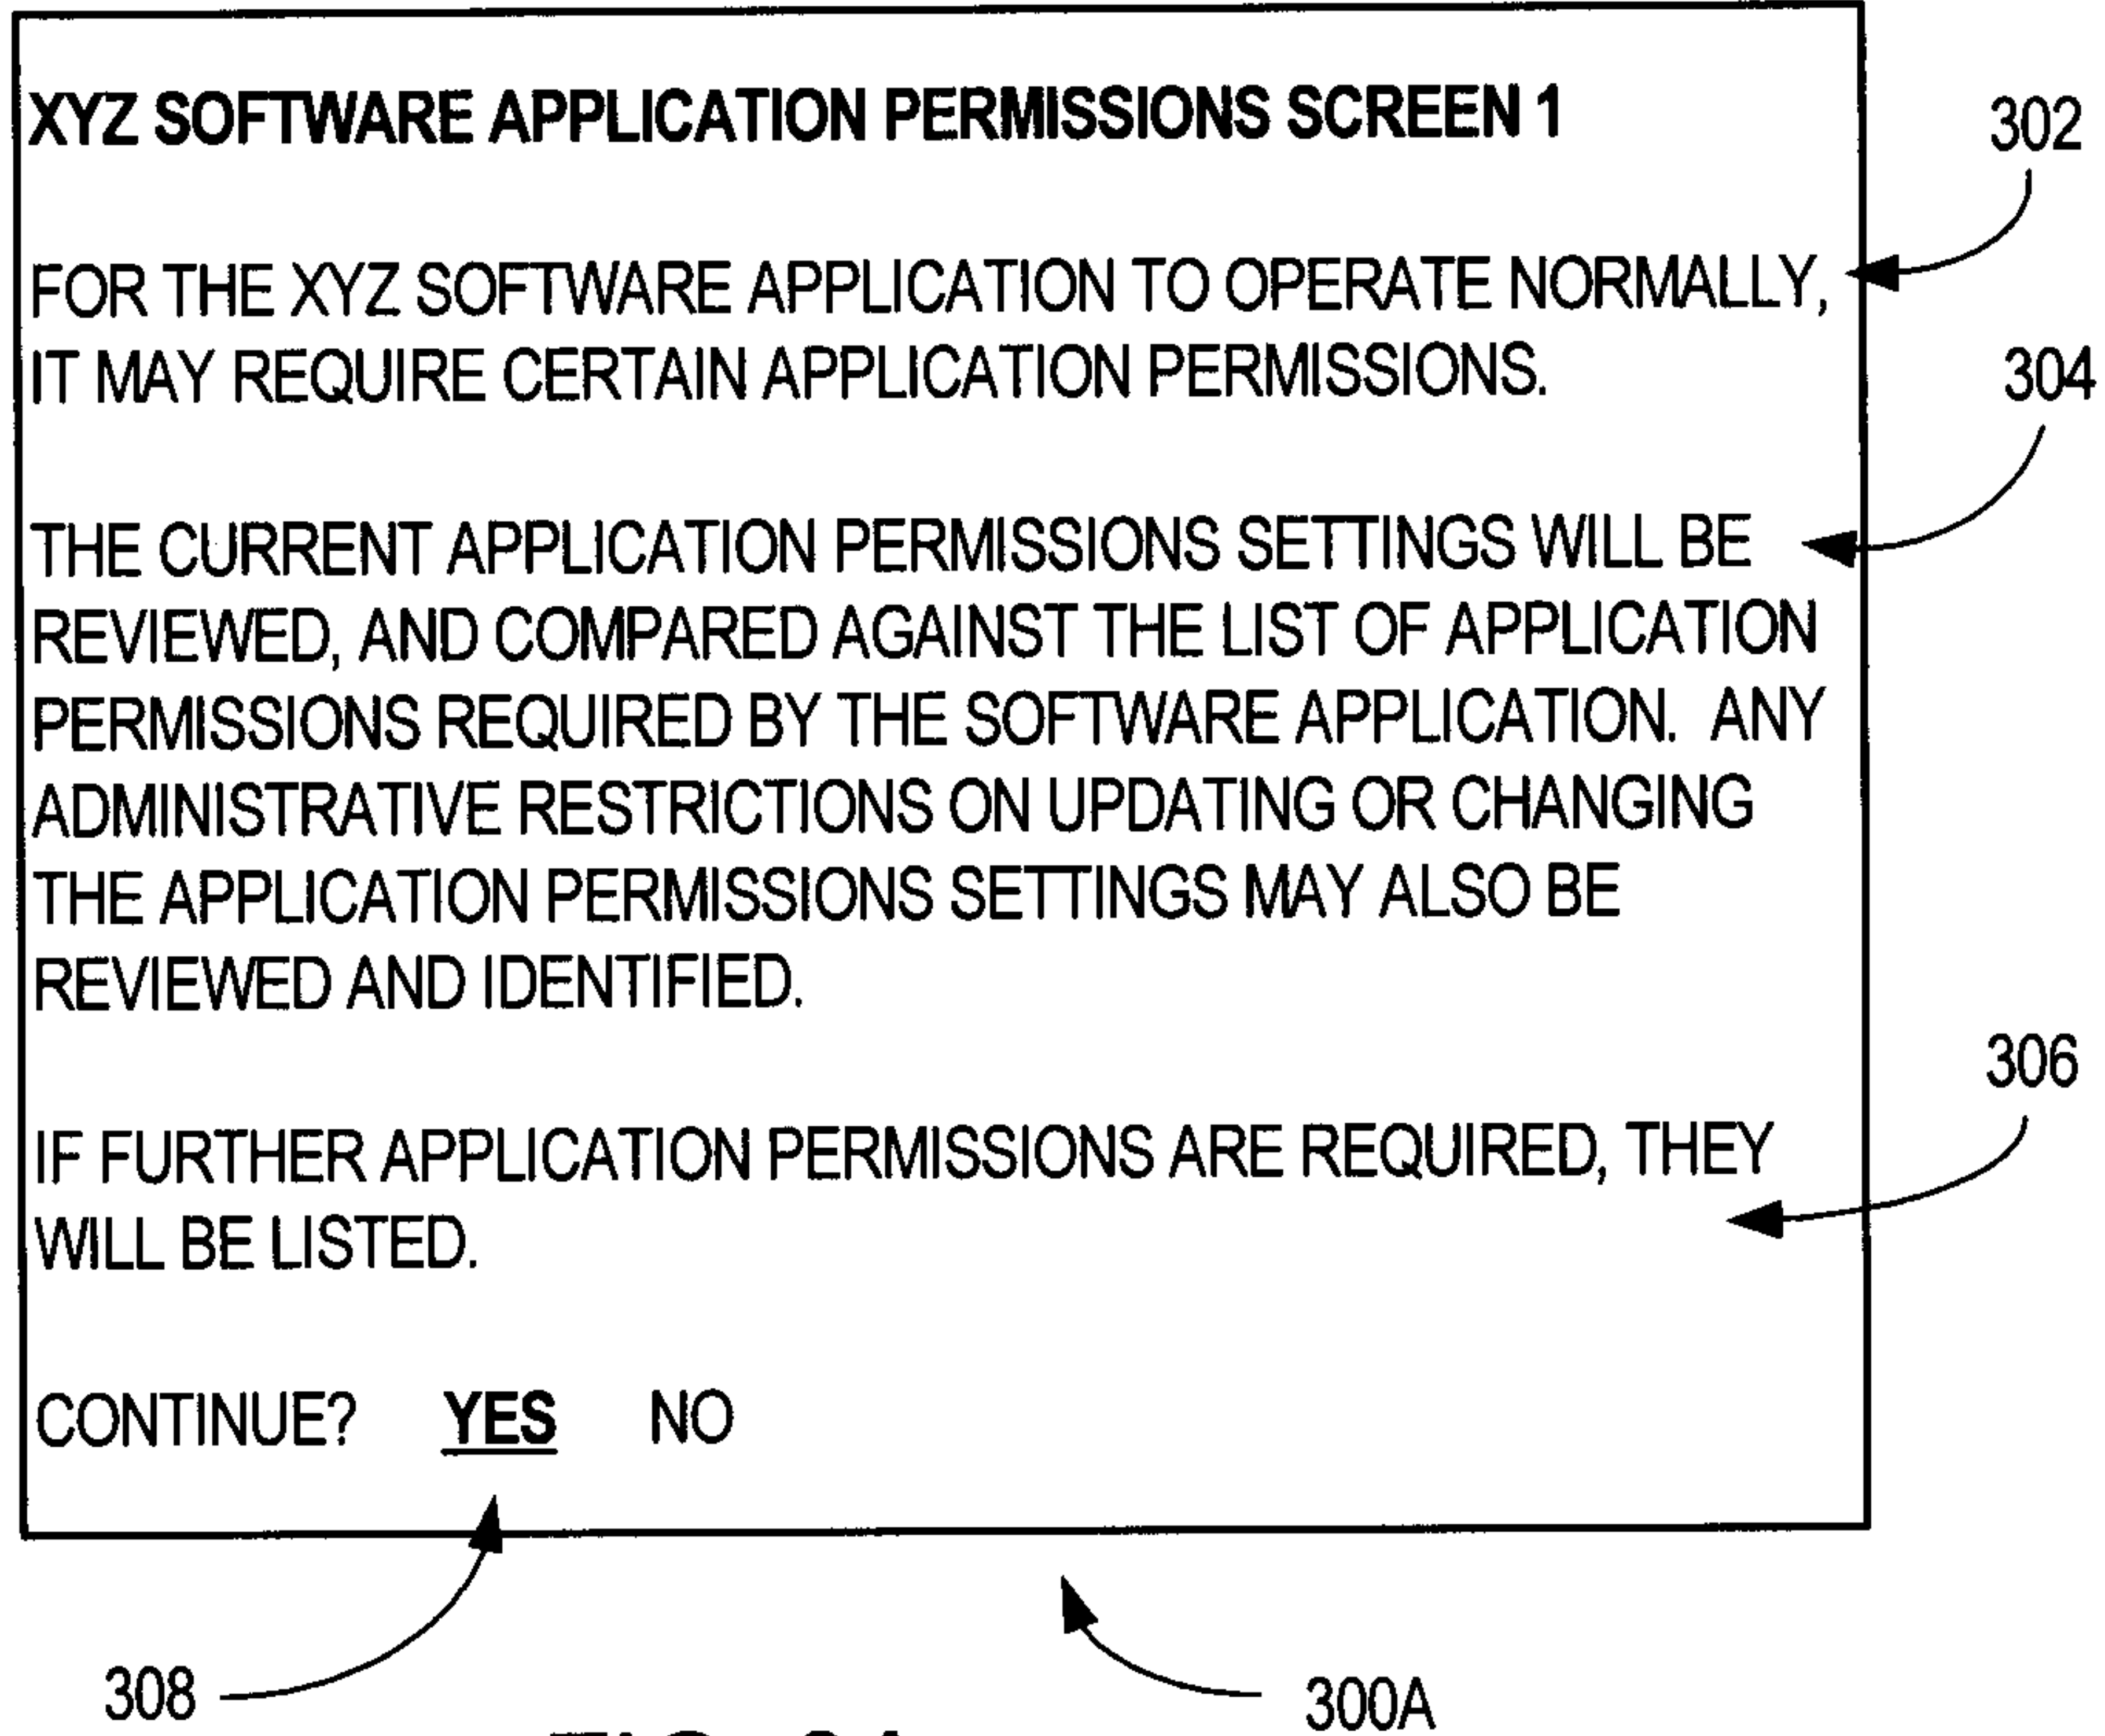 XYZ SOFTWARE APPLICATION PERMISSIONS SCREEN 1
302
FOR THE XYZ SOFTWARE APPLICATION TO OPERATE NORMALLY,
IT MAY REQUIRE CERTAIN APPLICATION PERMISSIONS.
304
THE CURRENT APPLICATION PERMISSIONS SETTINGS WILL BE
REVIEWED, AND COMPARED AGAINST THE LIST OF APPLICATION
PERMISSIONS REQUIRED BY THE SOFTWARE APPLICATION. ANY
ADMINISTRATIVE RESTRICTIONS ON UPDATING OR CHANGING
THE APPLICATION PERMISSIONS SETTINGS MAY ALSO BE
REVIEWED AND IDENTIFIED.
306
IF FURTHER APPLICATION PERMISSIONS ARE REQUIRED, THEY
WILL BE LISTED.
CONTINUE? YES NO
308
300A